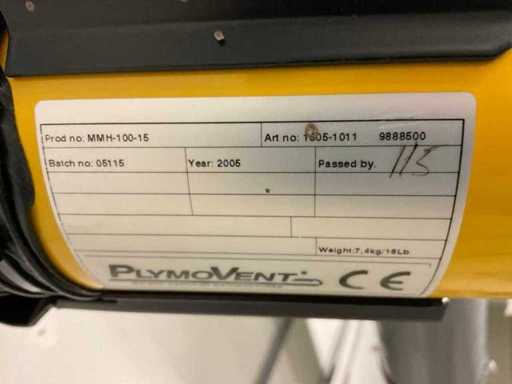 Prod no: MMH-100-15 Art no: 1605-1011 9888500
Batch no: 05115 Year: 2005 Passed by. 115
Weight:7,4kg/16Lb
PLYMOVENT CE